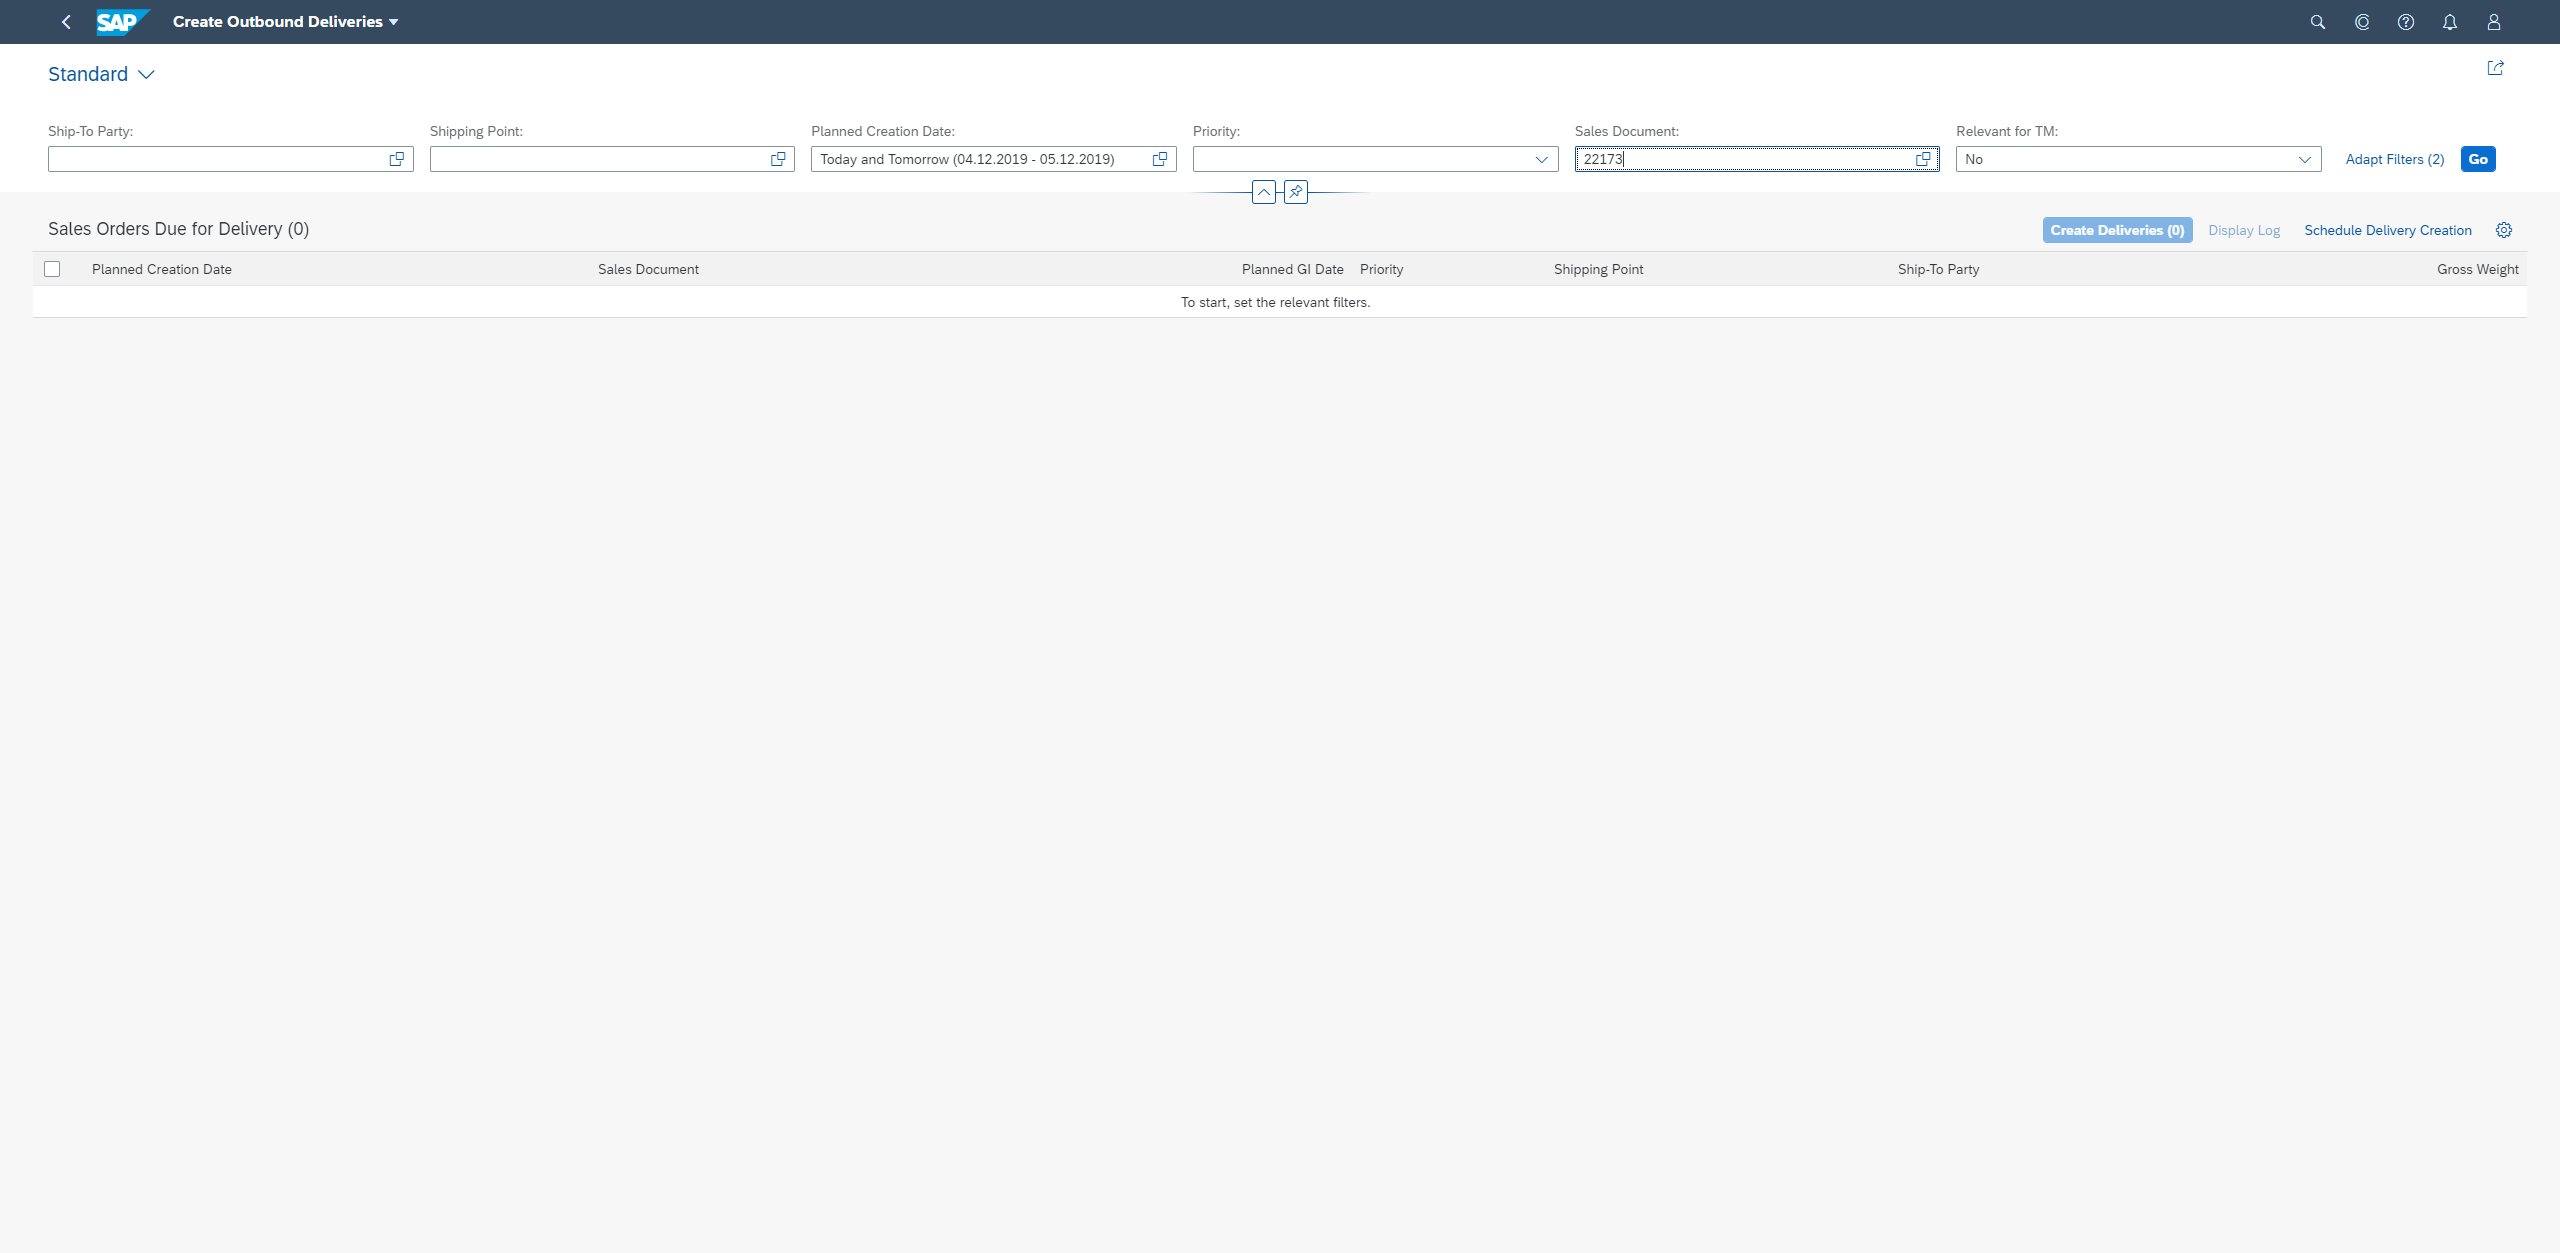 SAP Create Outbound Deliveries
Standard
Ship-To Party: Shipping Point: Planned Creation Date: Priority: Sales Document: Relevant for TM:
Today and Tomorrow (04.12.2019 - 05.12.2019) 22173 No Adapt Filters (2) Go
Sales Orders Due for Delivery (0) Create Deliveries (0) Display Log Schedule Delivery Creation
Planned Creation Date Sales Document Planned GI Date Priority Shipping Point Ship-To Party Gross Weight
To start, set the relevant filters.